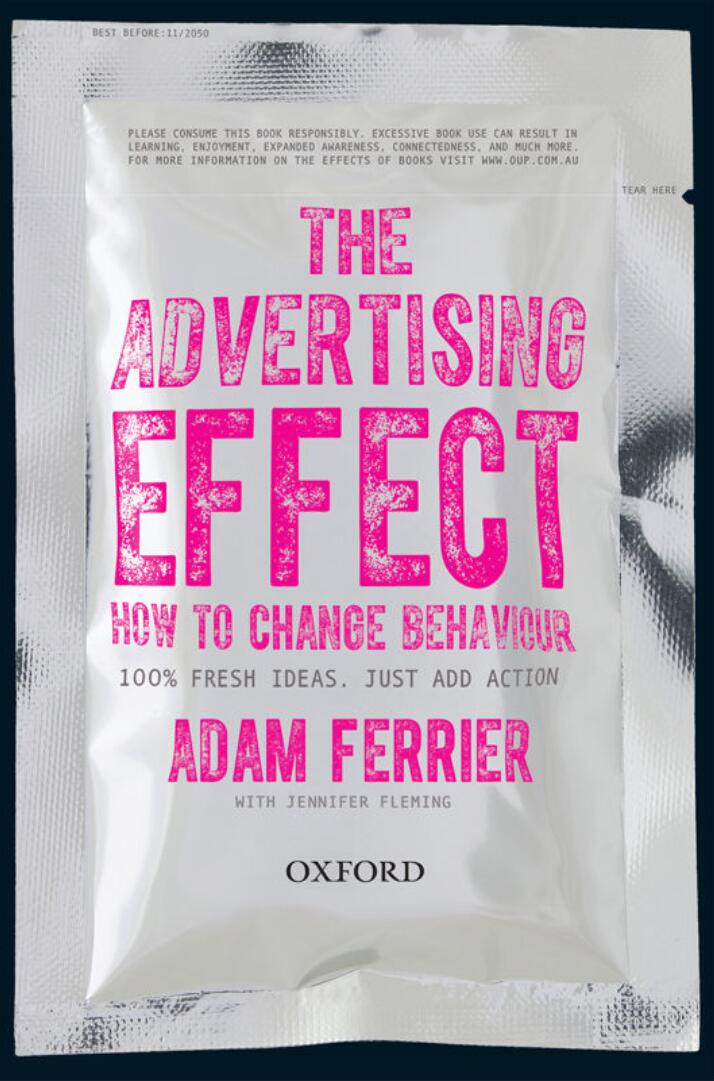 BEST BEFORE:11/2050
PLEASE CONSUME THIS BOOK RESPONSIBLY. EXCESSIVE BOOK USE CAN RESULT IN
LEARNING, ENJOYMENT, EXPANDED AWARENESS, CONNECTEDNESS, AND MUCH MORE.
FOR MORE INFORMATION ON THE EFFECTS OF BOOKS VISIT WWW.OUP.COM.AU
TEAR HERE
THE
ADVERTISING
EFFECT
HOW TO CHANGE BEHAVIOUR
100% FRESH IDEAS. JUST ADD ACTION
ADAM FERRIER
WITH JENNIFER FLEMING
OXFORD